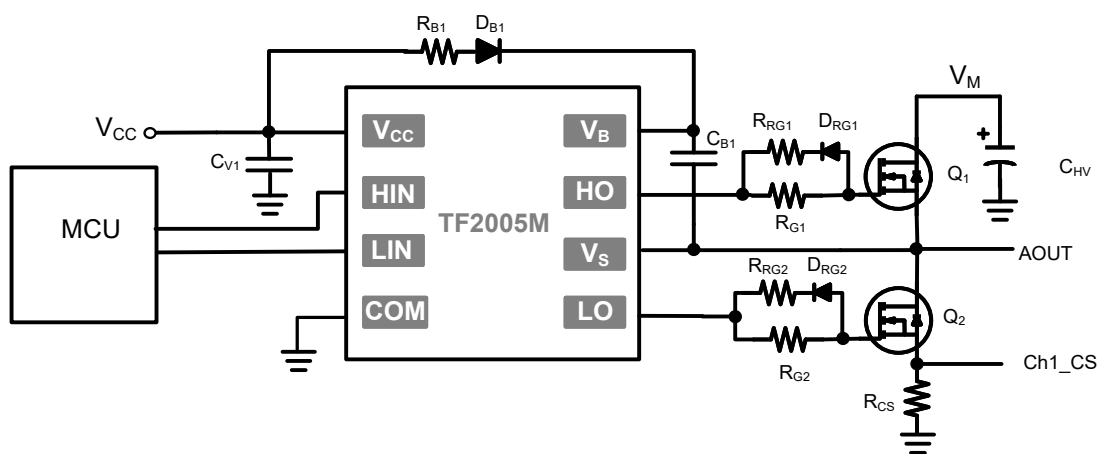 RB1 DB1
VM
VCC
CV1
VCC
VB
CB1
RRG1 DRG1
Q1
CHV
MCU
HIN
HO
TF2005M
RG1
LIN
VS
AOUT
RRG2 DRG2
COM
LO
Q2
RG2
Ch1_CS
RCS